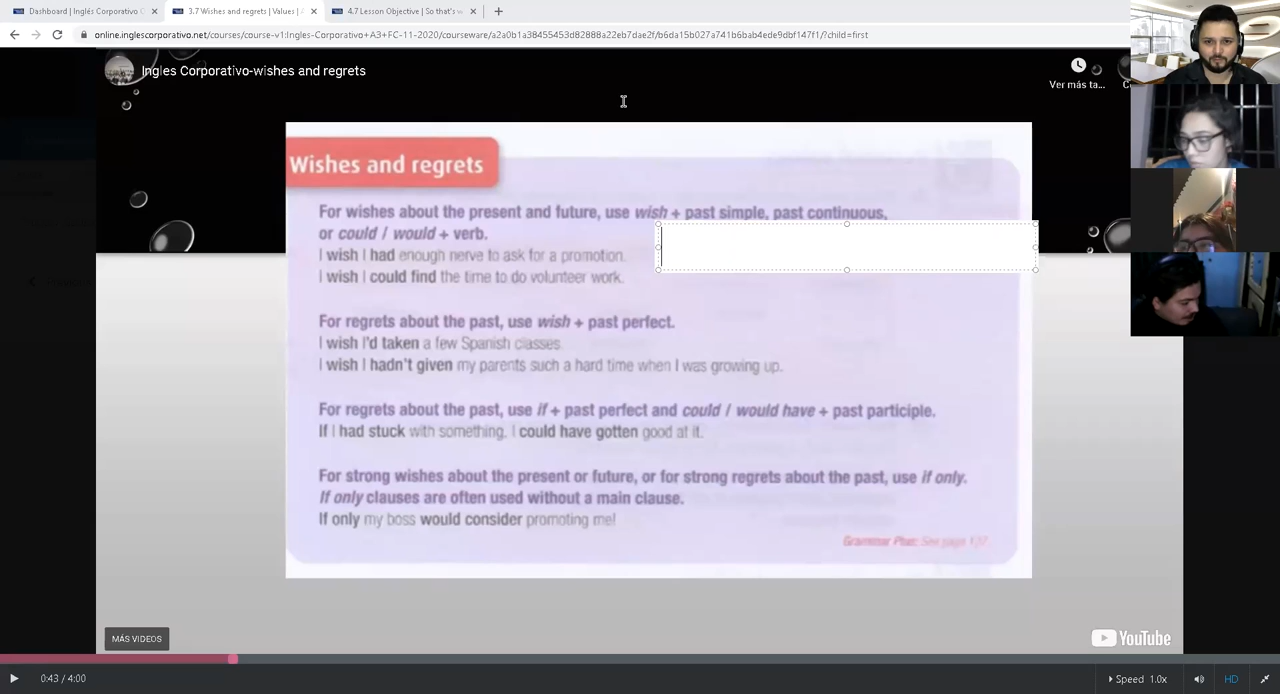 Dashboard | Inglés Corporativo C
3.7 Wishes and regrets | Values | A
4.7 Lesson Objective | So that's w
online.inglescorporativo.net/courses/course-v1:Ingles-Corporativo+A3+FC-11-2020/
?child=first
Ingles Corporativo-wishes and regrets
Ver más ta...
Wishes and regrets
For wishes about the present and future, use wish + past simple, past continuous,
or could / would + verb.
I wish I had enough nerve to ask for a promotion.
I wish I could find the time to do volunteer work.
For regrets about the past, use wish + past perfect.
I wish I'd taken a few Spanish classes.
I wish I hadn't given my parents such a hard time when I was growing up.
For regrets about the past, use if + past perfect and could / would have + past participle.
If I had stuck with something, I could have gotten good at it.
For strong wishes about the present or future, or for strong regrets about the past, use if only.
If only clauses are often used without a main clause.
If only my boss would consider promoting me!
Grammar Plus: See page
MÁS VIDEOS
YouTube
0:43 / 4:00
Speed 1.0x
HD